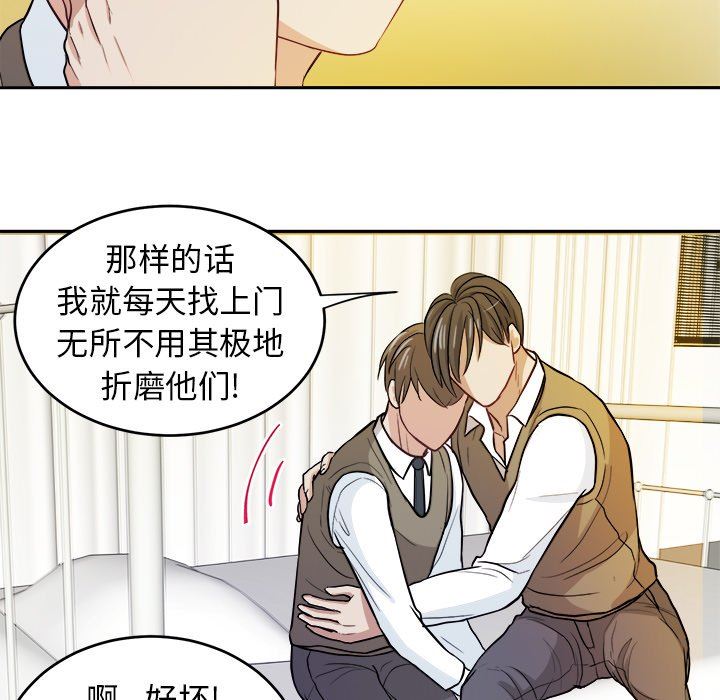 那样的话
我就每天找上门
无所不用其极地
折磨他们!
啊, 好坏!